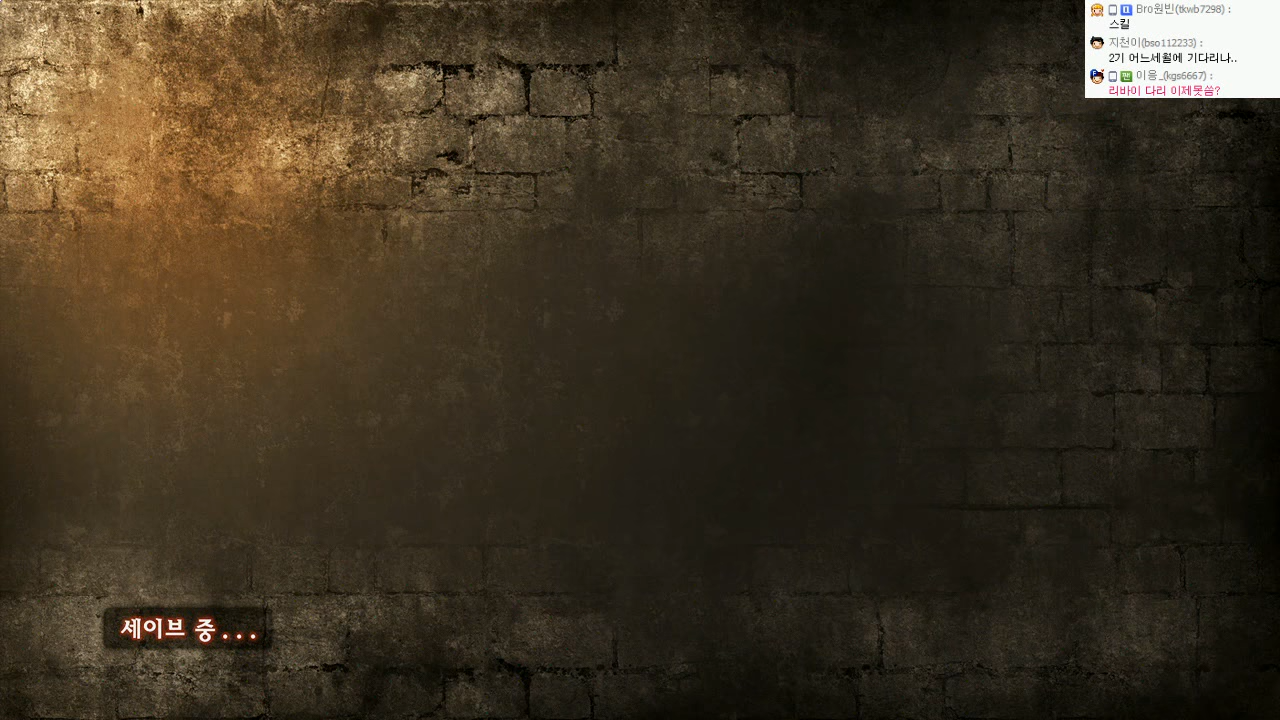 Bro원빈(tkwb7298) :
스킬
지천이(bso112233) :
2기 어느세월에 기다리나..
이응_(kgs6667) :
리바이 다리 이제못씀?
세이브 중...